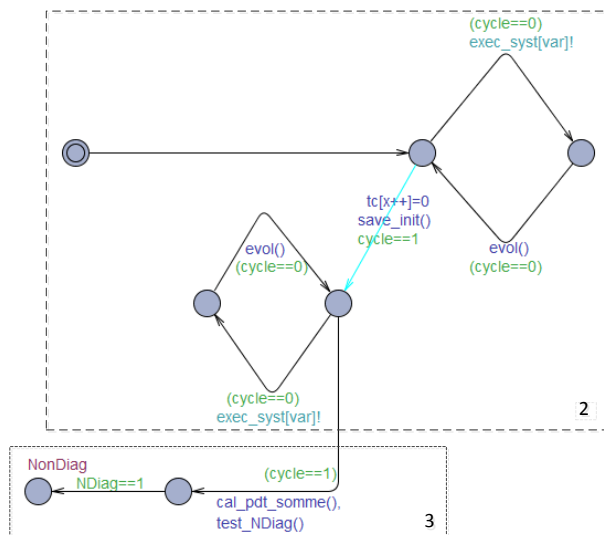 (cycle==0)
exec_syst[var]!
tc[x++]=0
save_init()
cycle==1
evol()
(cycle==0)
evol()
(cycle==0)
(cycle==0)
exec_syst[var]!
2
NonDiag
NDiag==1
(cycle==1)
cal_pdt_somme(),
test_NDiag()
3